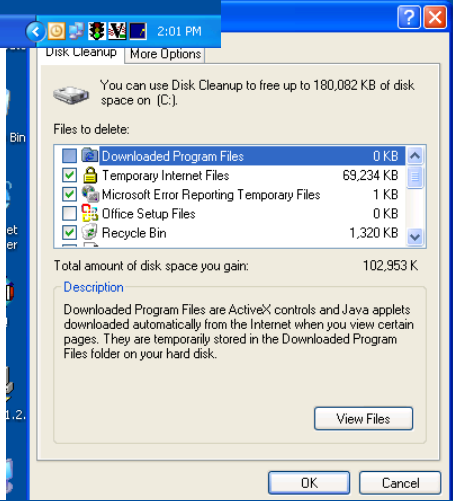 2:01 PM
Disk Cleanup
More Options
You can use Disk Cleanup to free up to 180,082 KB of disk
space on (C:).
Files to delete:
Downloaded Program Files 0 KB
Temporary Internet Files 69,234 KB
Microsoft Error Reporting Temporary Files 1 KB
Office Setup Files 0 KB
Recycle Bin 1,320 KB
Bin
et
er
1.2.
Total amount of disk space you gain: 102,953 K
Description
Downloaded Program Files are ActiveX controls and Java applets
downloaded automatically from the Internet when you view certain
pages. They are temporarily stored in the Downloaded Program
Files folder on your hard disk.
View Files
OK
Cancel